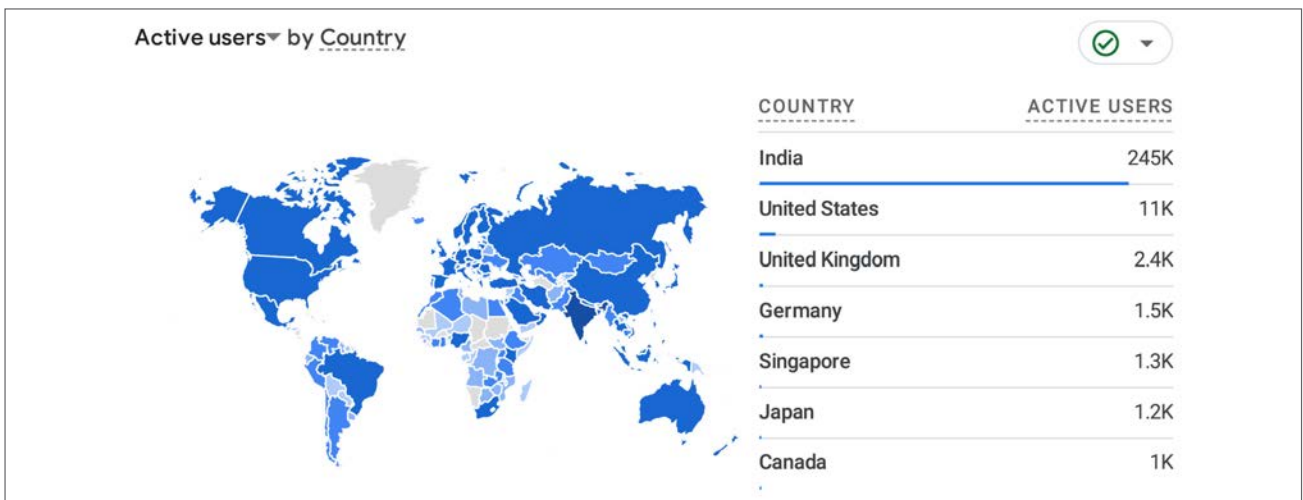 Active users by Country
COUNTRY ACTIVE USERS
India 245K
United States 11K
United Kingdom 2.4K
Germany 1.5K
Singapore 1.3K
Japan 1.2K
Canada 1K